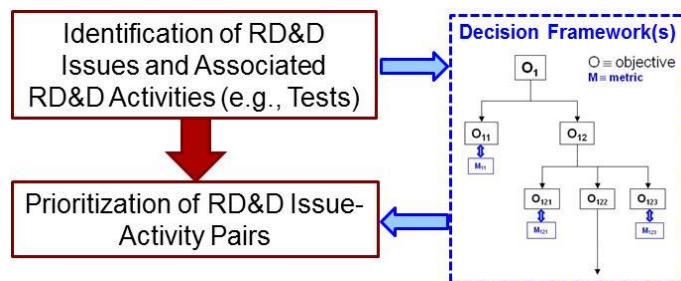 Identification of RD&D
Issues and Associated
RD&D Activities (e.g., Tests)
Prioritization of RD&D Issue-
Activity Pairs
Decision Framework(s)
O ≡ objective
M ≡ metric
O1
O11
O12
M11
O121
O122
O123
M121
M123